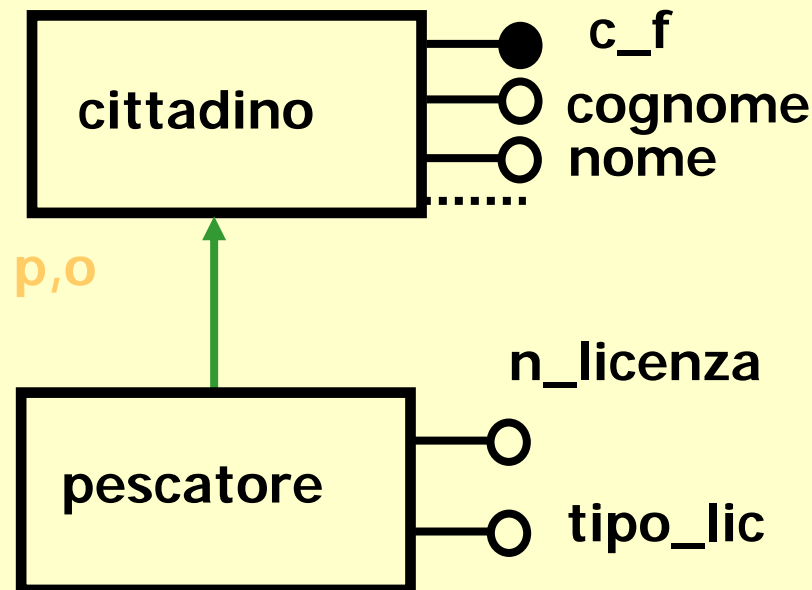 c_f
cittadino
cognome
nome
p,o
n_licenza
pescatore
tipo_lic